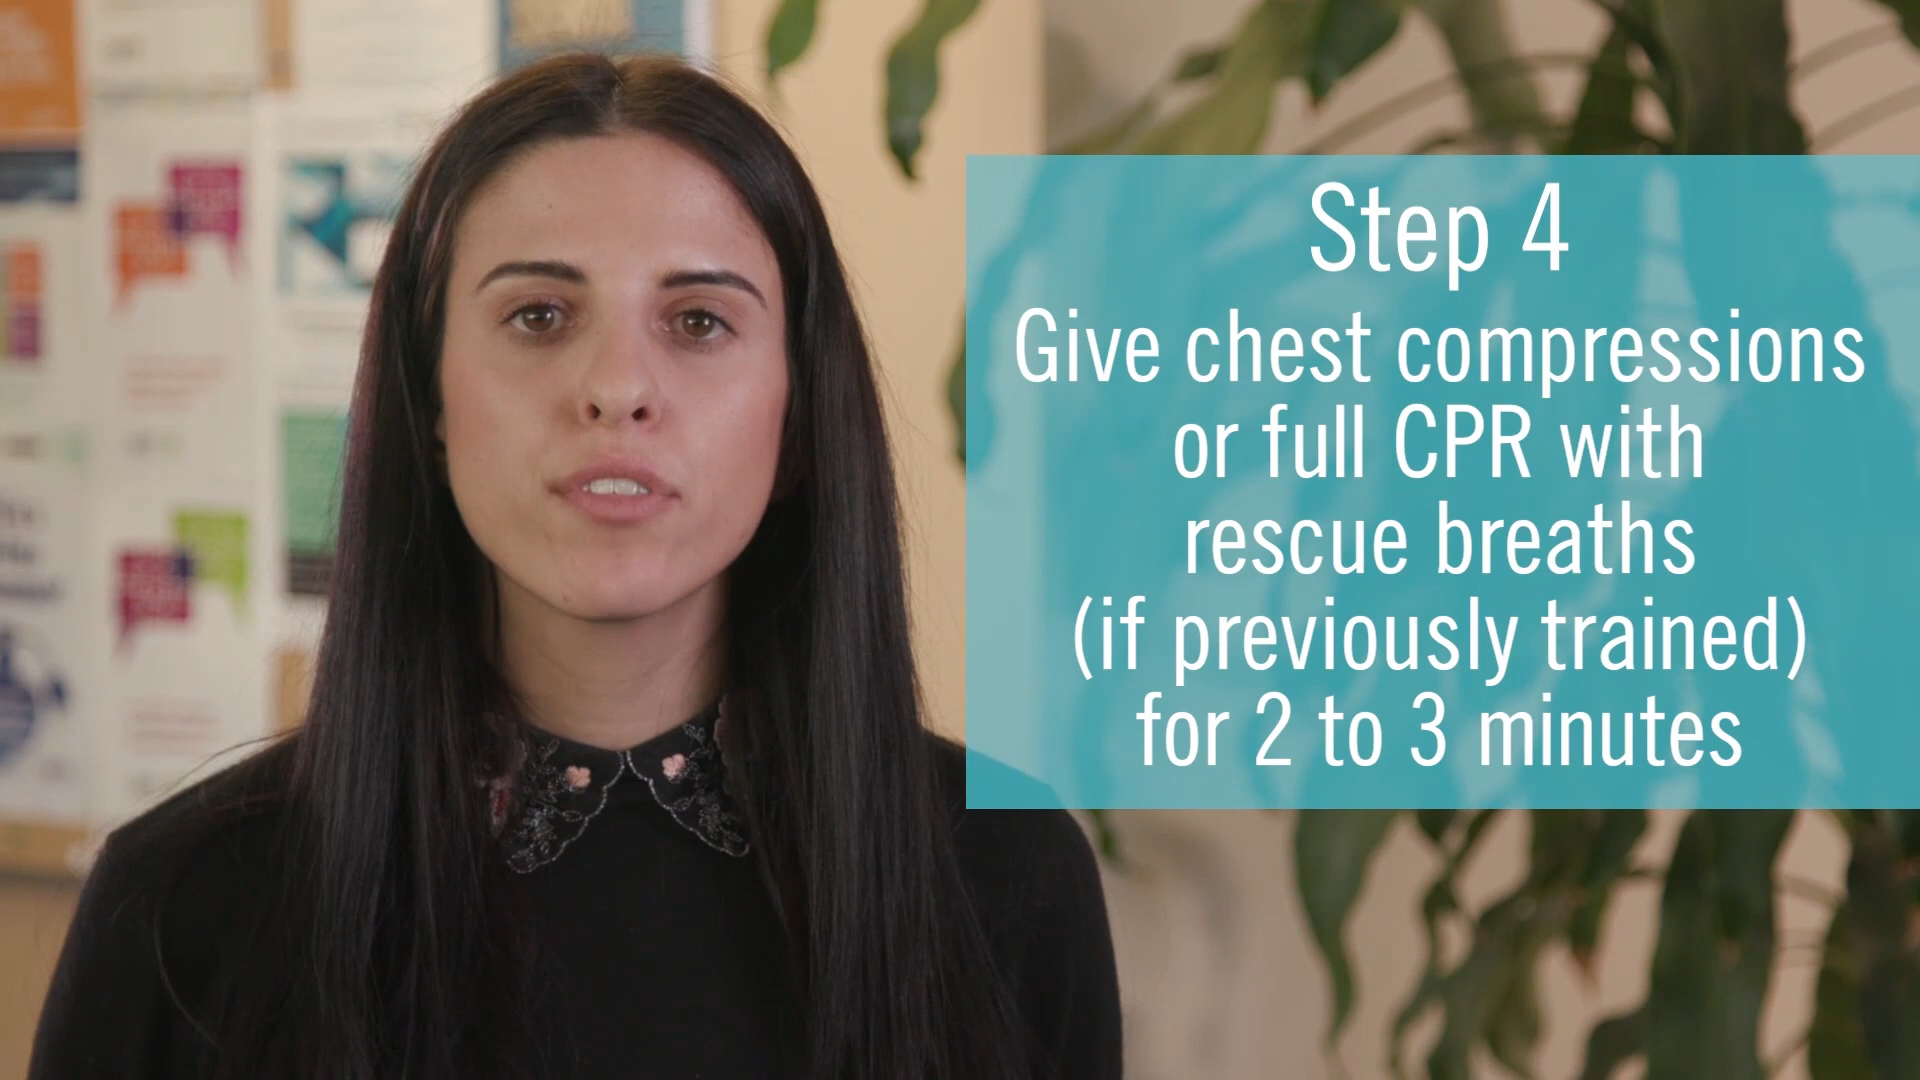 Step 4
Give chest compressions
or full CPR with
rescue breaths
(if previously trained)
for 2 to 3 minutes